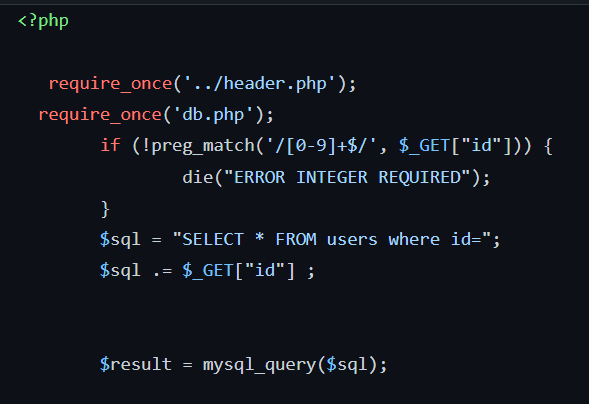 <?php
require_once('../header.php');
require_once('db.php');
if (!preg_match('/[0-9]+$/', $_GET["id"])) {
die("ERROR INTEGER REQUIRED");
}
$sql = "SELECT * FROM users where id=";
$sql .= $_GET["id"] ;
$result = mysql_query($sql);